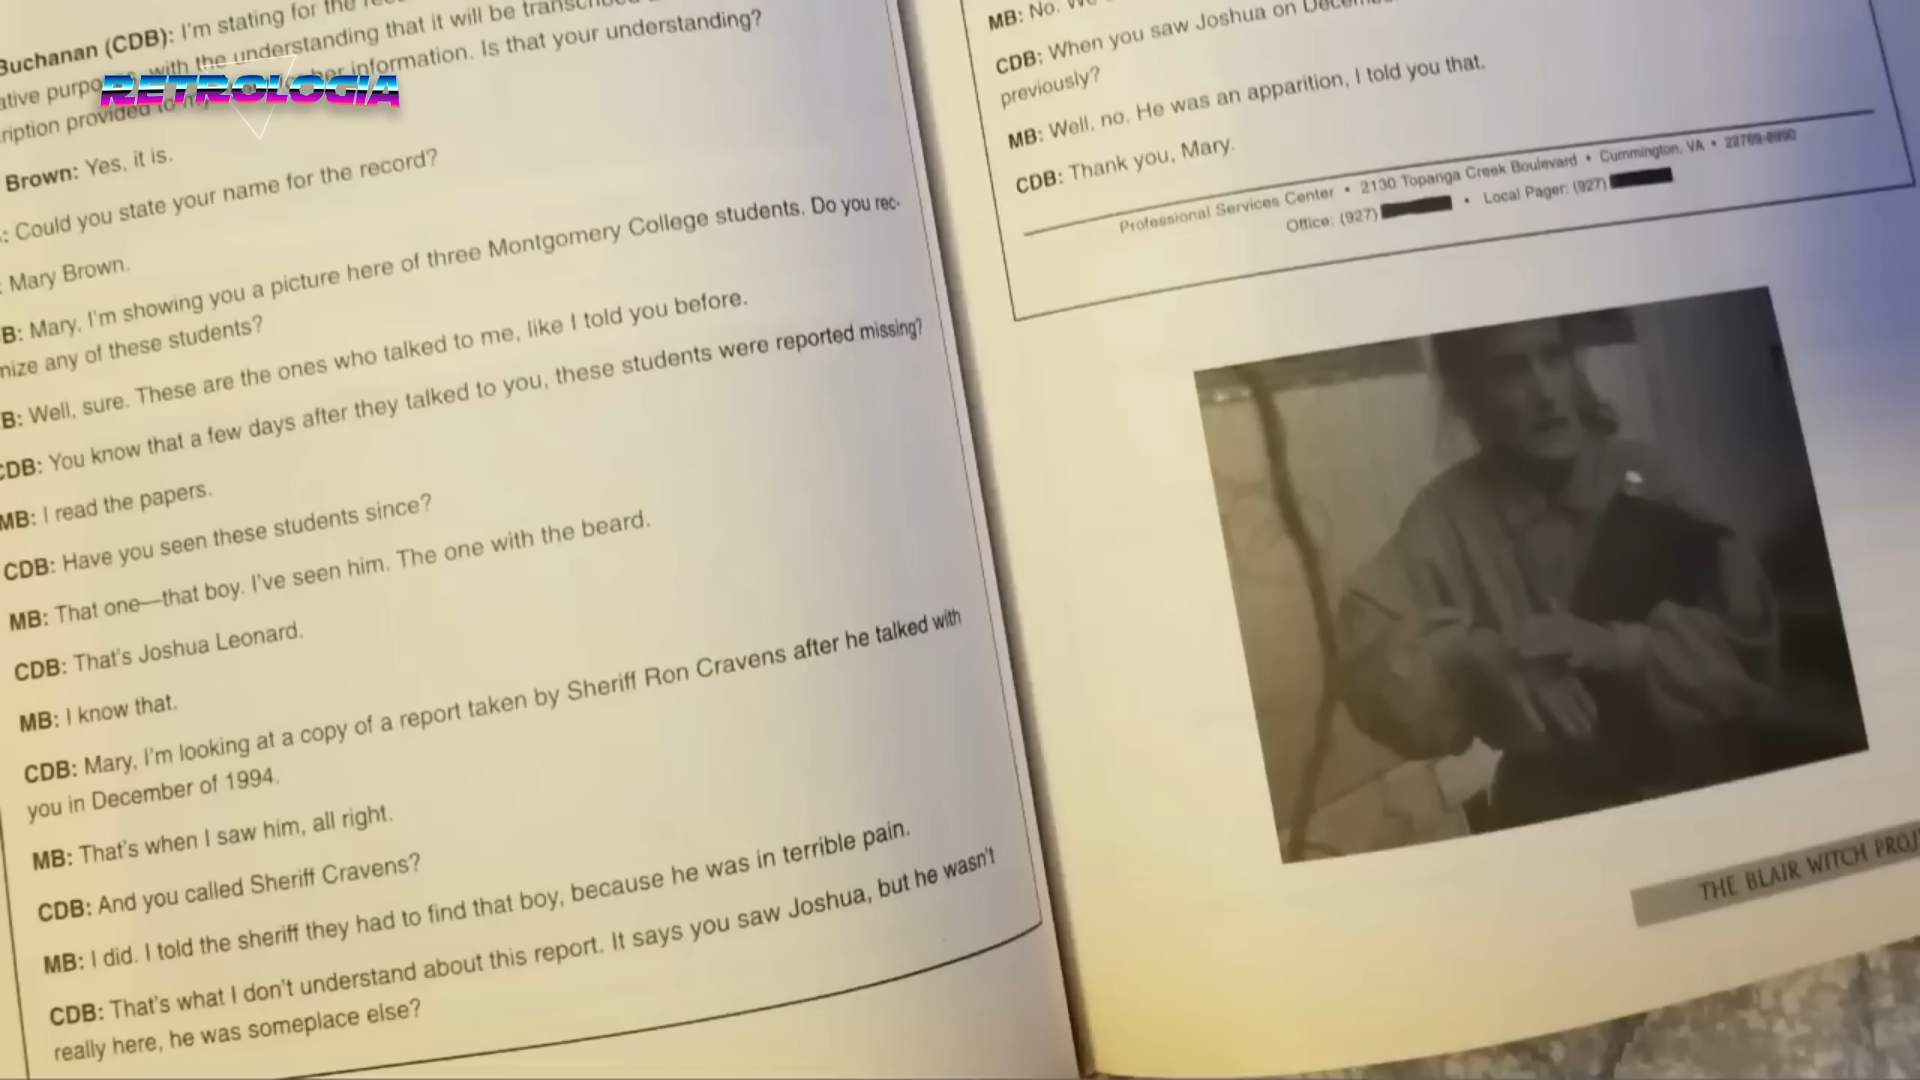 RETROLOGIA
Buchanan (CDB): I'm stating for the
with the understanding that it will be
information. Is that your understanding?
provided to
Brown: Yes, it is.
: Could you state your name for the record?
: Mary Brown.
B: Mary, I'm showing you a picture here of three Montgomery College students. Do you rec-
nize any of these students?
B: Well, sure. These are the ones who talked to me, like I told you before.
CDB: You know that a few days after they talked to you, these students were reported missing?
MB: I read the papers.
CDB: Have you seen these students since?
MB: That one—that boy. I've seen him. The one with the beard.
CDB: That's Joshua Leonard.
MB: I know that.
CDB: Mary, I'm looking at a copy of a report taken by Sheriff Ron Cravens after he talked with
you in December of 1994.
MB: That's when I saw him, all right.
CDB: And you called Sheriff Cravens?
MB: I did. I told the sheriff they had to find that boy, because he was in terrible pain.
CDB: That's what I don't understand about this report. It says you saw Joshua, but he wasn't
really here, he was someplace else?
MB: No.
CDB: When you saw Joshua on
previously?
MB: Well, no. He was an apparition, I told you that.
CDB: Thank you, Mary.
Professional Services Center • 2130 Topanga Creek Boulevard • Cummington, VA • 22769-8990
Office: (927) • Local Pager: (927)
THE BLAIR WITCH PROJ